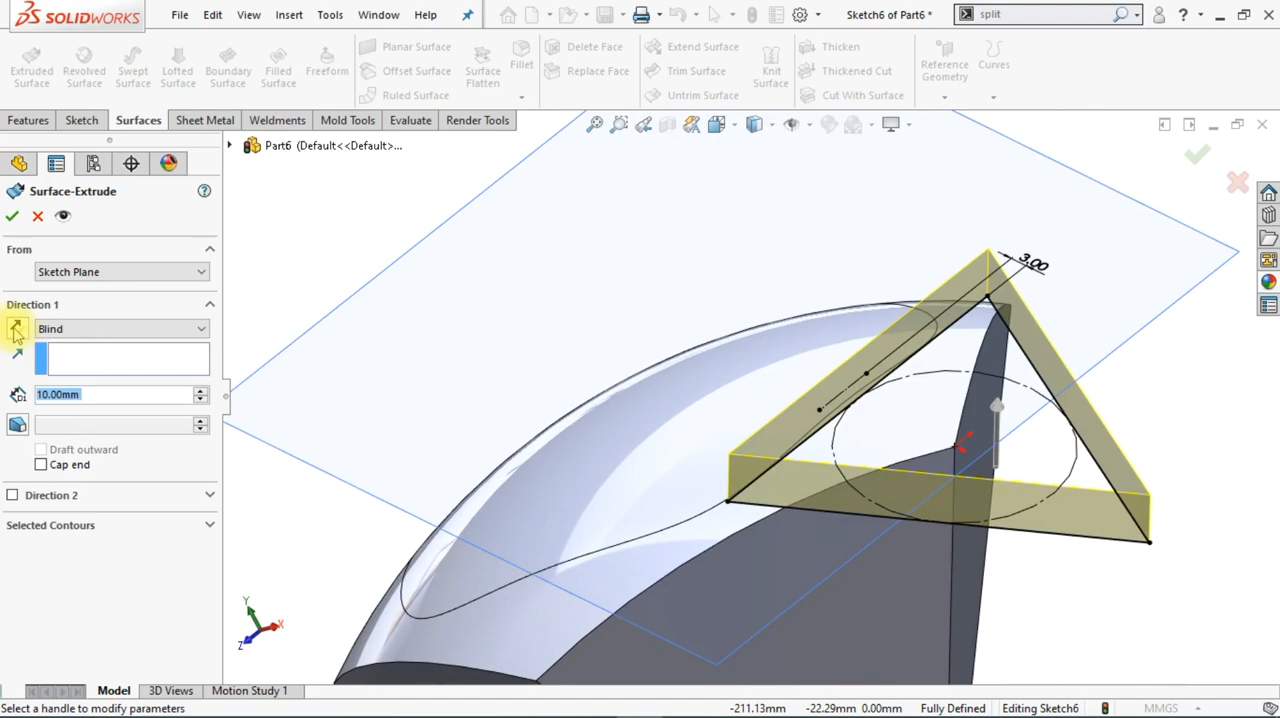 SOLIDWORKS File Edit View Insert Tools Window Help Sketch6 of Part6 * split ?
Extruded Surface
Revolved Surface
Swept Surface
Lofted Surface
Boundary Surface
Filled Surface
Freeform
Planar Surface
Offset Surface
Ruled Surface
Surface Flatten
Fillet
Delete Face
Replace Face
Extend Surface
Trim Surface
Untrim Surface
Knit Surface
Thicken
Thickened Cut
Cut With Surface
Reference Geometry
Curves
Features Sketch Surfaces Sheet Metal Weldments Mold Tools Evaluate Render Tools
Part6 (Default<<Default>...
Surface-Extrude ?
From
Sketch Plane
Direction 1
Blind
D1 10.00mm
Draft outward
Cap end
Direction 2
Selected Contours
3.00
Y
X
Z
Model 3D Views Motion Study 1
Select a handle to modify parameters -211.13mm -22.29mm 0.00mm Fully Defined Editing Sketch6 MMGS